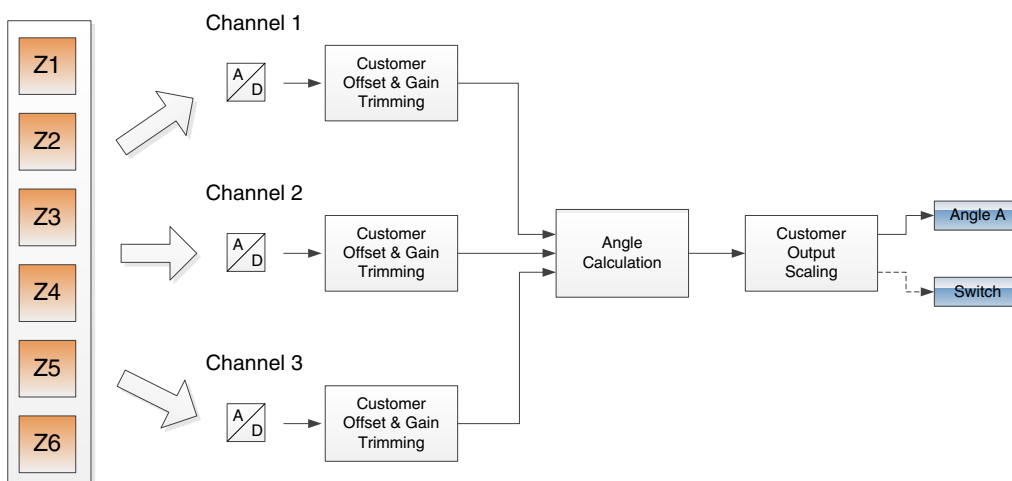 Z1
Z2
Z3
Z4
Z5
Z6
Channel 1
A
D
Customer
Offset & Gain
Trimming
Channel 2
A
D
Customer
Offset & Gain
Trimming
Channel 3
A
D
Customer
Offset & Gain
Trimming
Angle
Calculation
Customer
Output
Scaling
Angle A
Switch